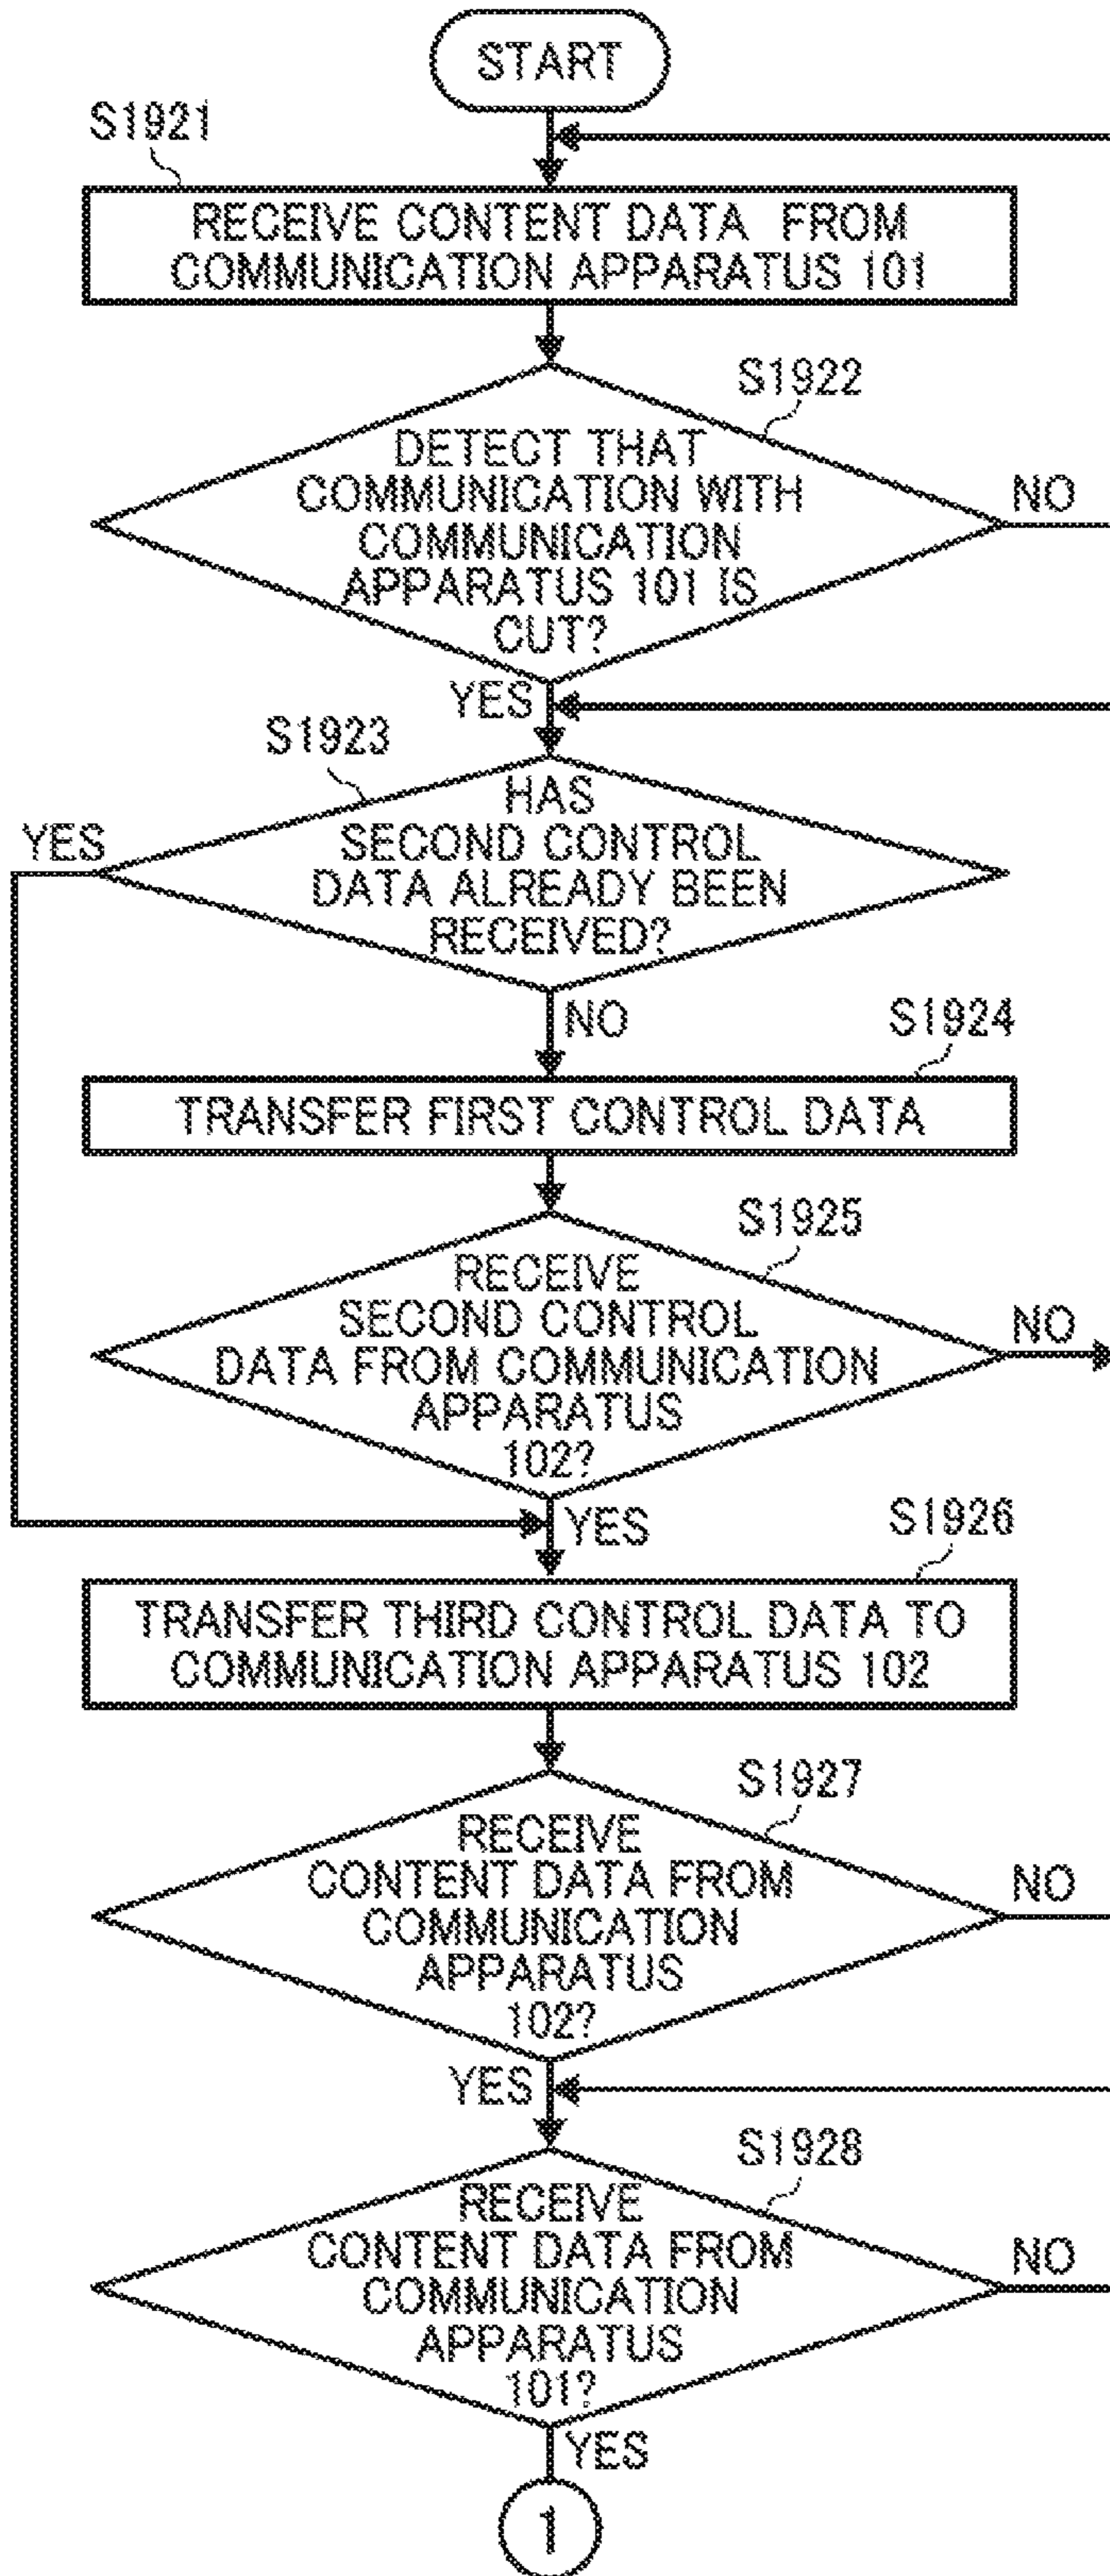 START
S1921
RECEIVE CONTENT DATA FROM
COMMUNICATION APPARATUS 101
S1922
DETECT THAT
COMMUNICATION WITH
COMMUNICATION
APPARATUS 101 IS
CUT?
NO
YES
S1923
HAS
SECOND CONTROL
DATA ALREADY BEEN
RECEIVED?
YES
NO
S1924
TRANSFER FIRST CONTROL DATA
S1925
RECEIVE
SECOND CONTROL
DATA FROM COMMUNICATION
APPARATUS
102?
NO
YES
S1926
TRANSFER THIRD CONTROL DATA TO
COMMUNICATION APPARATUS 102
S1927
RECEIVE
CONTENT DATA FROM
COMMUNICATION
APPARATUS
102?
NO
YES
S1928
RECEIVE
CONTENT DATA FROM
COMMUNICATION
APPARATUS
101?
NO
YES
1